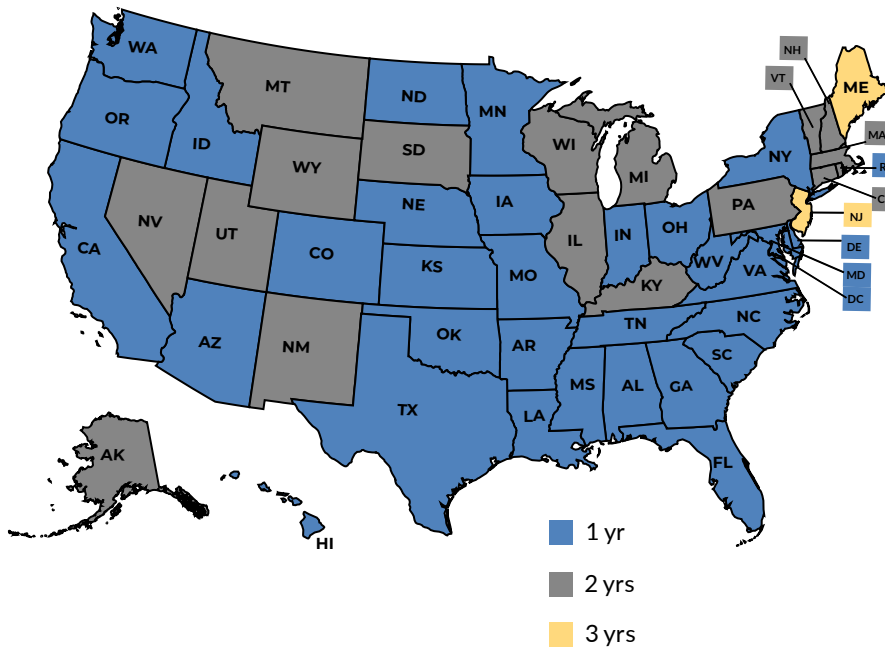 NH
WA
VT
ME
MT
ND
MN
OR
MA
ID
NY
R
SD
WI
WY
MI
C
PA
NE
IA
NJ
NV
IL
IN
OH
UT
DE
CA
CO
WV
KS
MO
VA
MD
KY
DC
NC
TN
AZ
OK
NM
AR
SC
MS
AL
GA
TX
LA
AK
FL
HI
1 yr
2 yrs
3 yrs